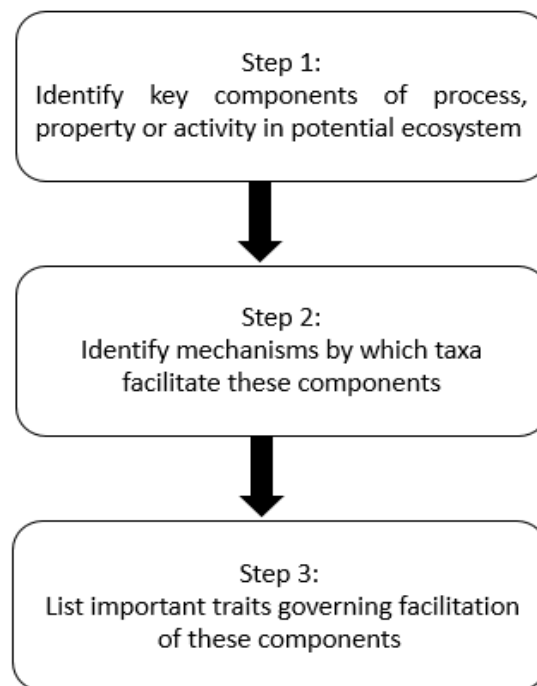 Step 1:
Identify key components of process,
property or activity in potential ecosystem
Step 2:
Identify mechanisms by which taxa
facilitate these components
Step 3:
List important traits governing facilitation
of these components